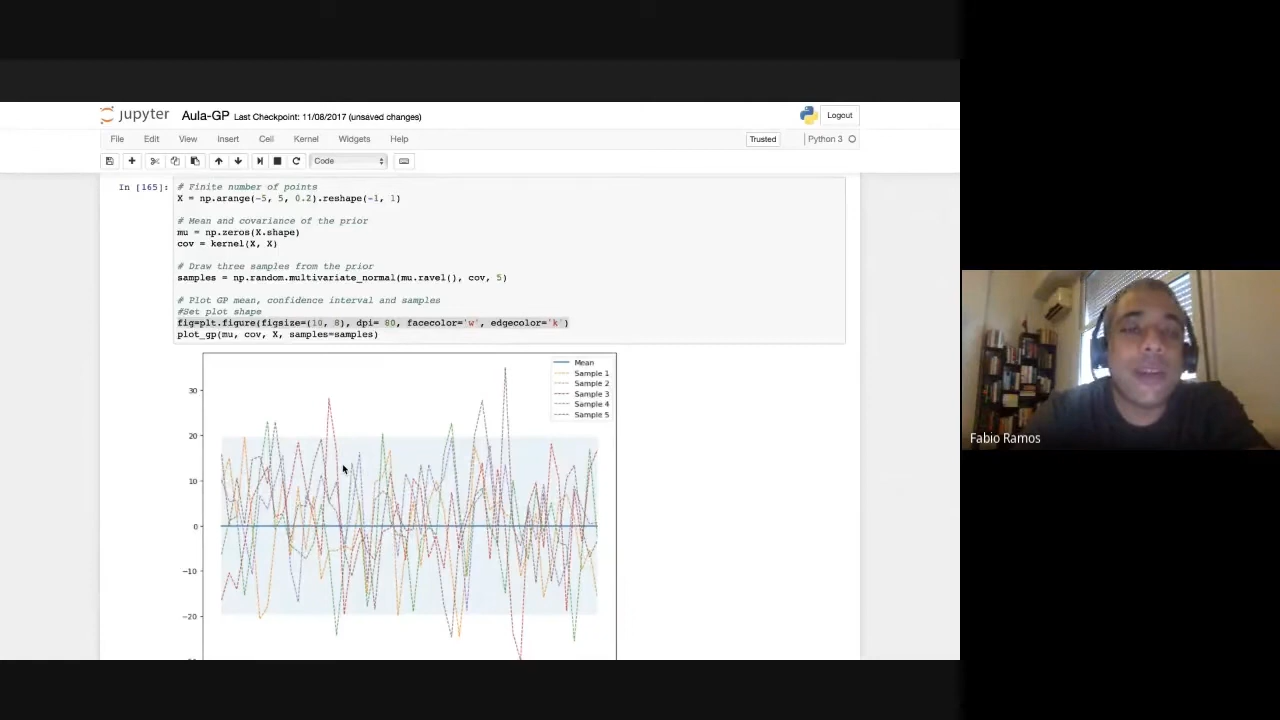 jupyter Aula-GP Last Checkpoint: 11/08/2017 (unsaved changes) Logout
File Edit View Insert Cell Kernel Widgets Help Trusted Python 3
Code
In [165]:
# Finite number of points
X = np.arange(-5, 5, 0.2).reshape(-1, 1)
# Mean and covariance of the prior
mu = np.zeros(X.shape)
cov = kernel(X, X)
# Draw three samples from the prior
samples = np.random.multivariate_normal(mu.ravel(), cov, 5)
# Plot GP mean, confidence interval and samples
#Set plot shape
fig=plt.figure(figsize=(10, 8), dpi= 80, facecolor='w', edgecolor='k')
plot_gp(mu, cov, X, samples=samples)
Mean
Sample 1
Sample 2
Sample 3
Sample 4
Sample 5
30
20
10
0
−10
−20
Fabio Ramos